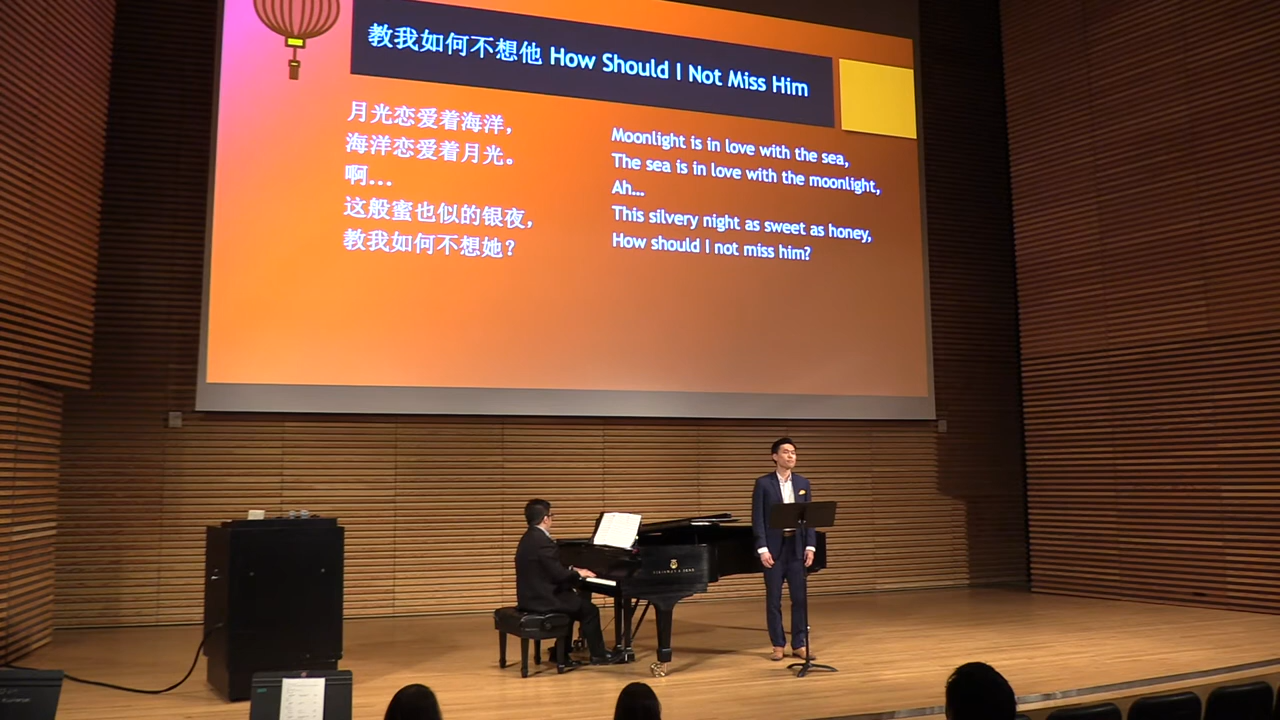 教我如何不想他 How Should I Not Miss Him
月光恋爱着海洋，
海洋恋爱着月光。
啊...
这般蜜也似的银夜，
教我如何不想她？
Moonlight is in love with the sea,
The sea is in love with the moonlight,
Ah...
This silvery night as sweet as honey,
How should I not miss him?
STEINWAY & SONS